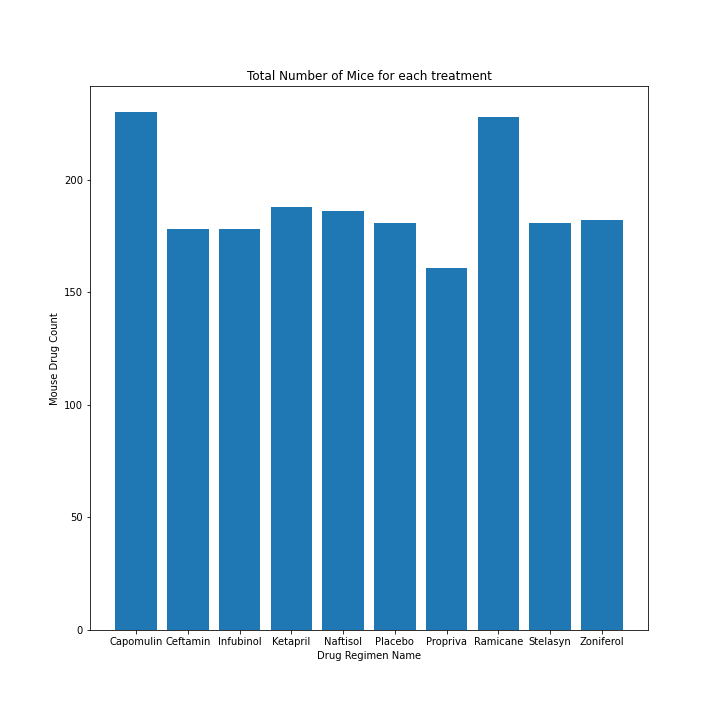 Total Number of Mice for each treatment
200
150
100
50
0
Mouse Drug Count
Capomulin Ceftamin Infubinol Ketapril Naftisol Placebo Propriva Ramicane Stelasyn Zoniferol
Drug Regimen Name